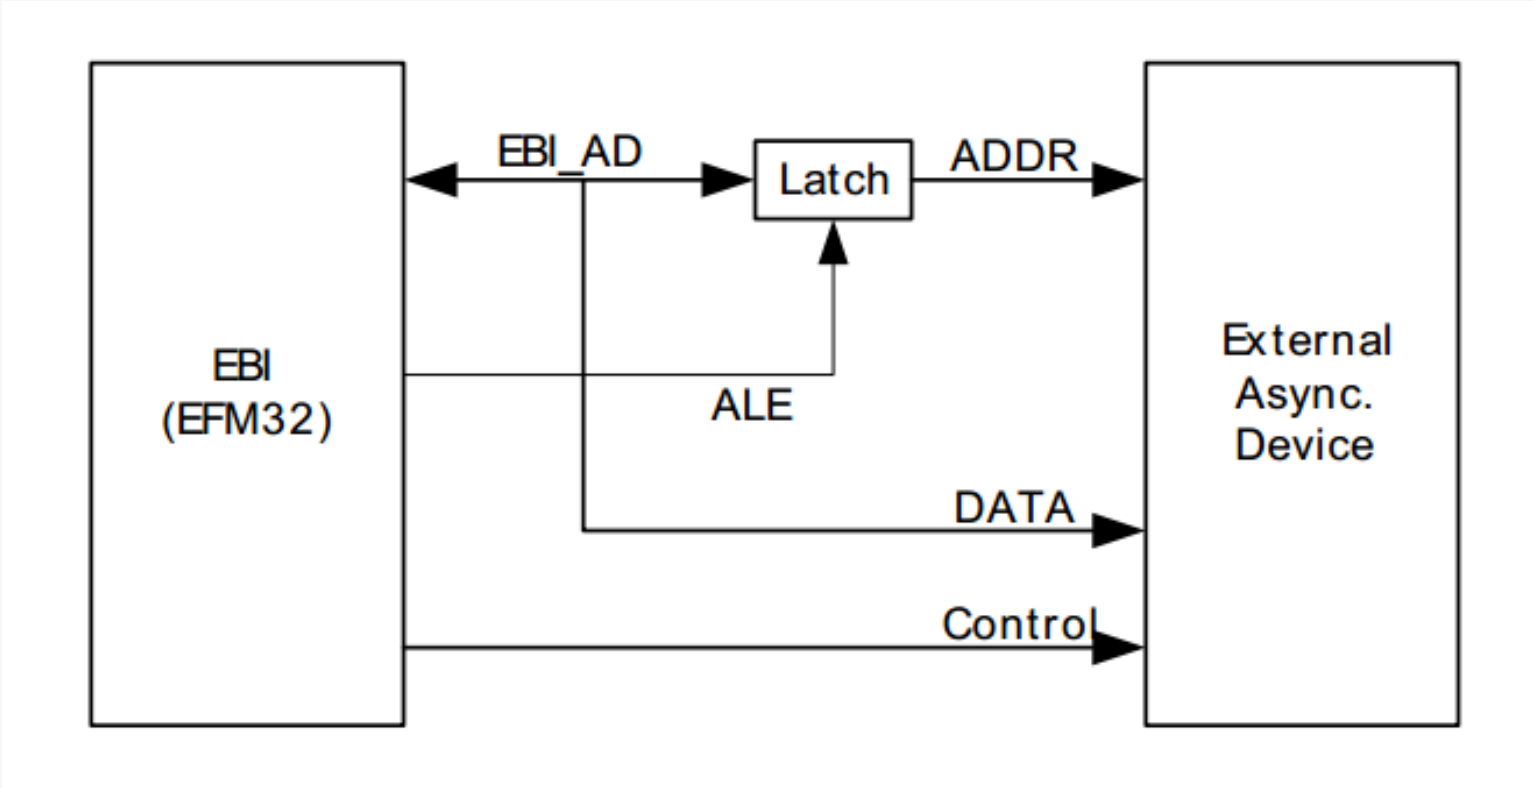 EBI_AD
Latch
ADDR
EBI
(EFM32)
ALE
External
Async.
Device
DATA
Control